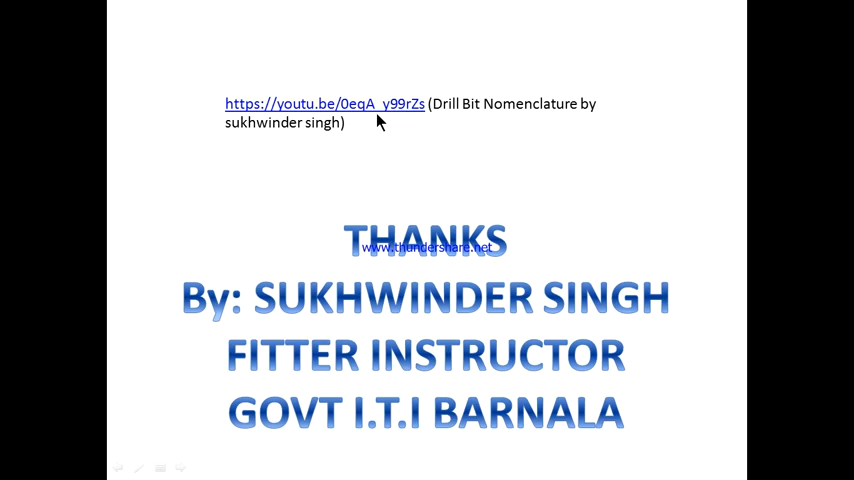 https://youtu.be/0eqA_y99rZs (Drill Bit Nomenclature by
sukhwinder singh)
THANKS
www.thundershare.net
By: SUKHWINDER SINGH
FITTER INSTRUCTOR
GOVT I.T.I BARNALA